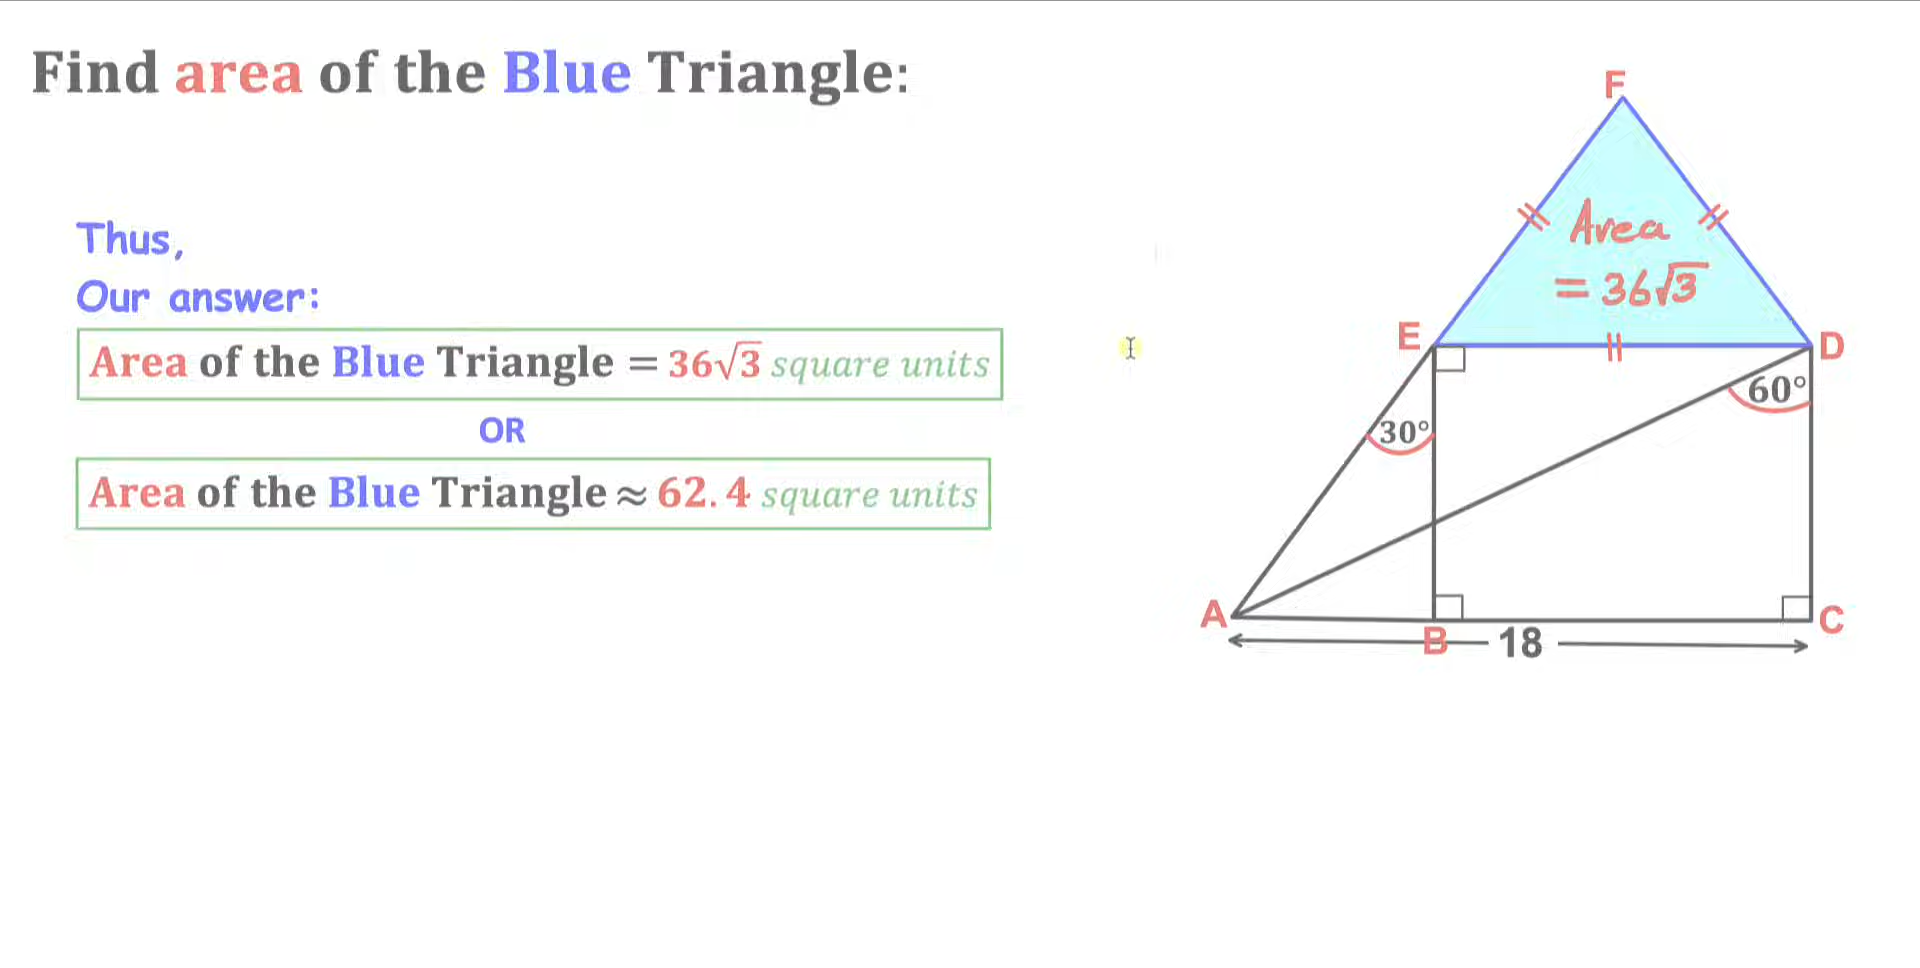 Find area of the Blue Triangle:
Thus,
Our answer:
Area of the Blue Triangle = 36√3 square units
OR
Area of the Blue Triangle ≈ 62.4 square units
F
Area
= 36√3
E
D
60°
30°
A
B
18
C